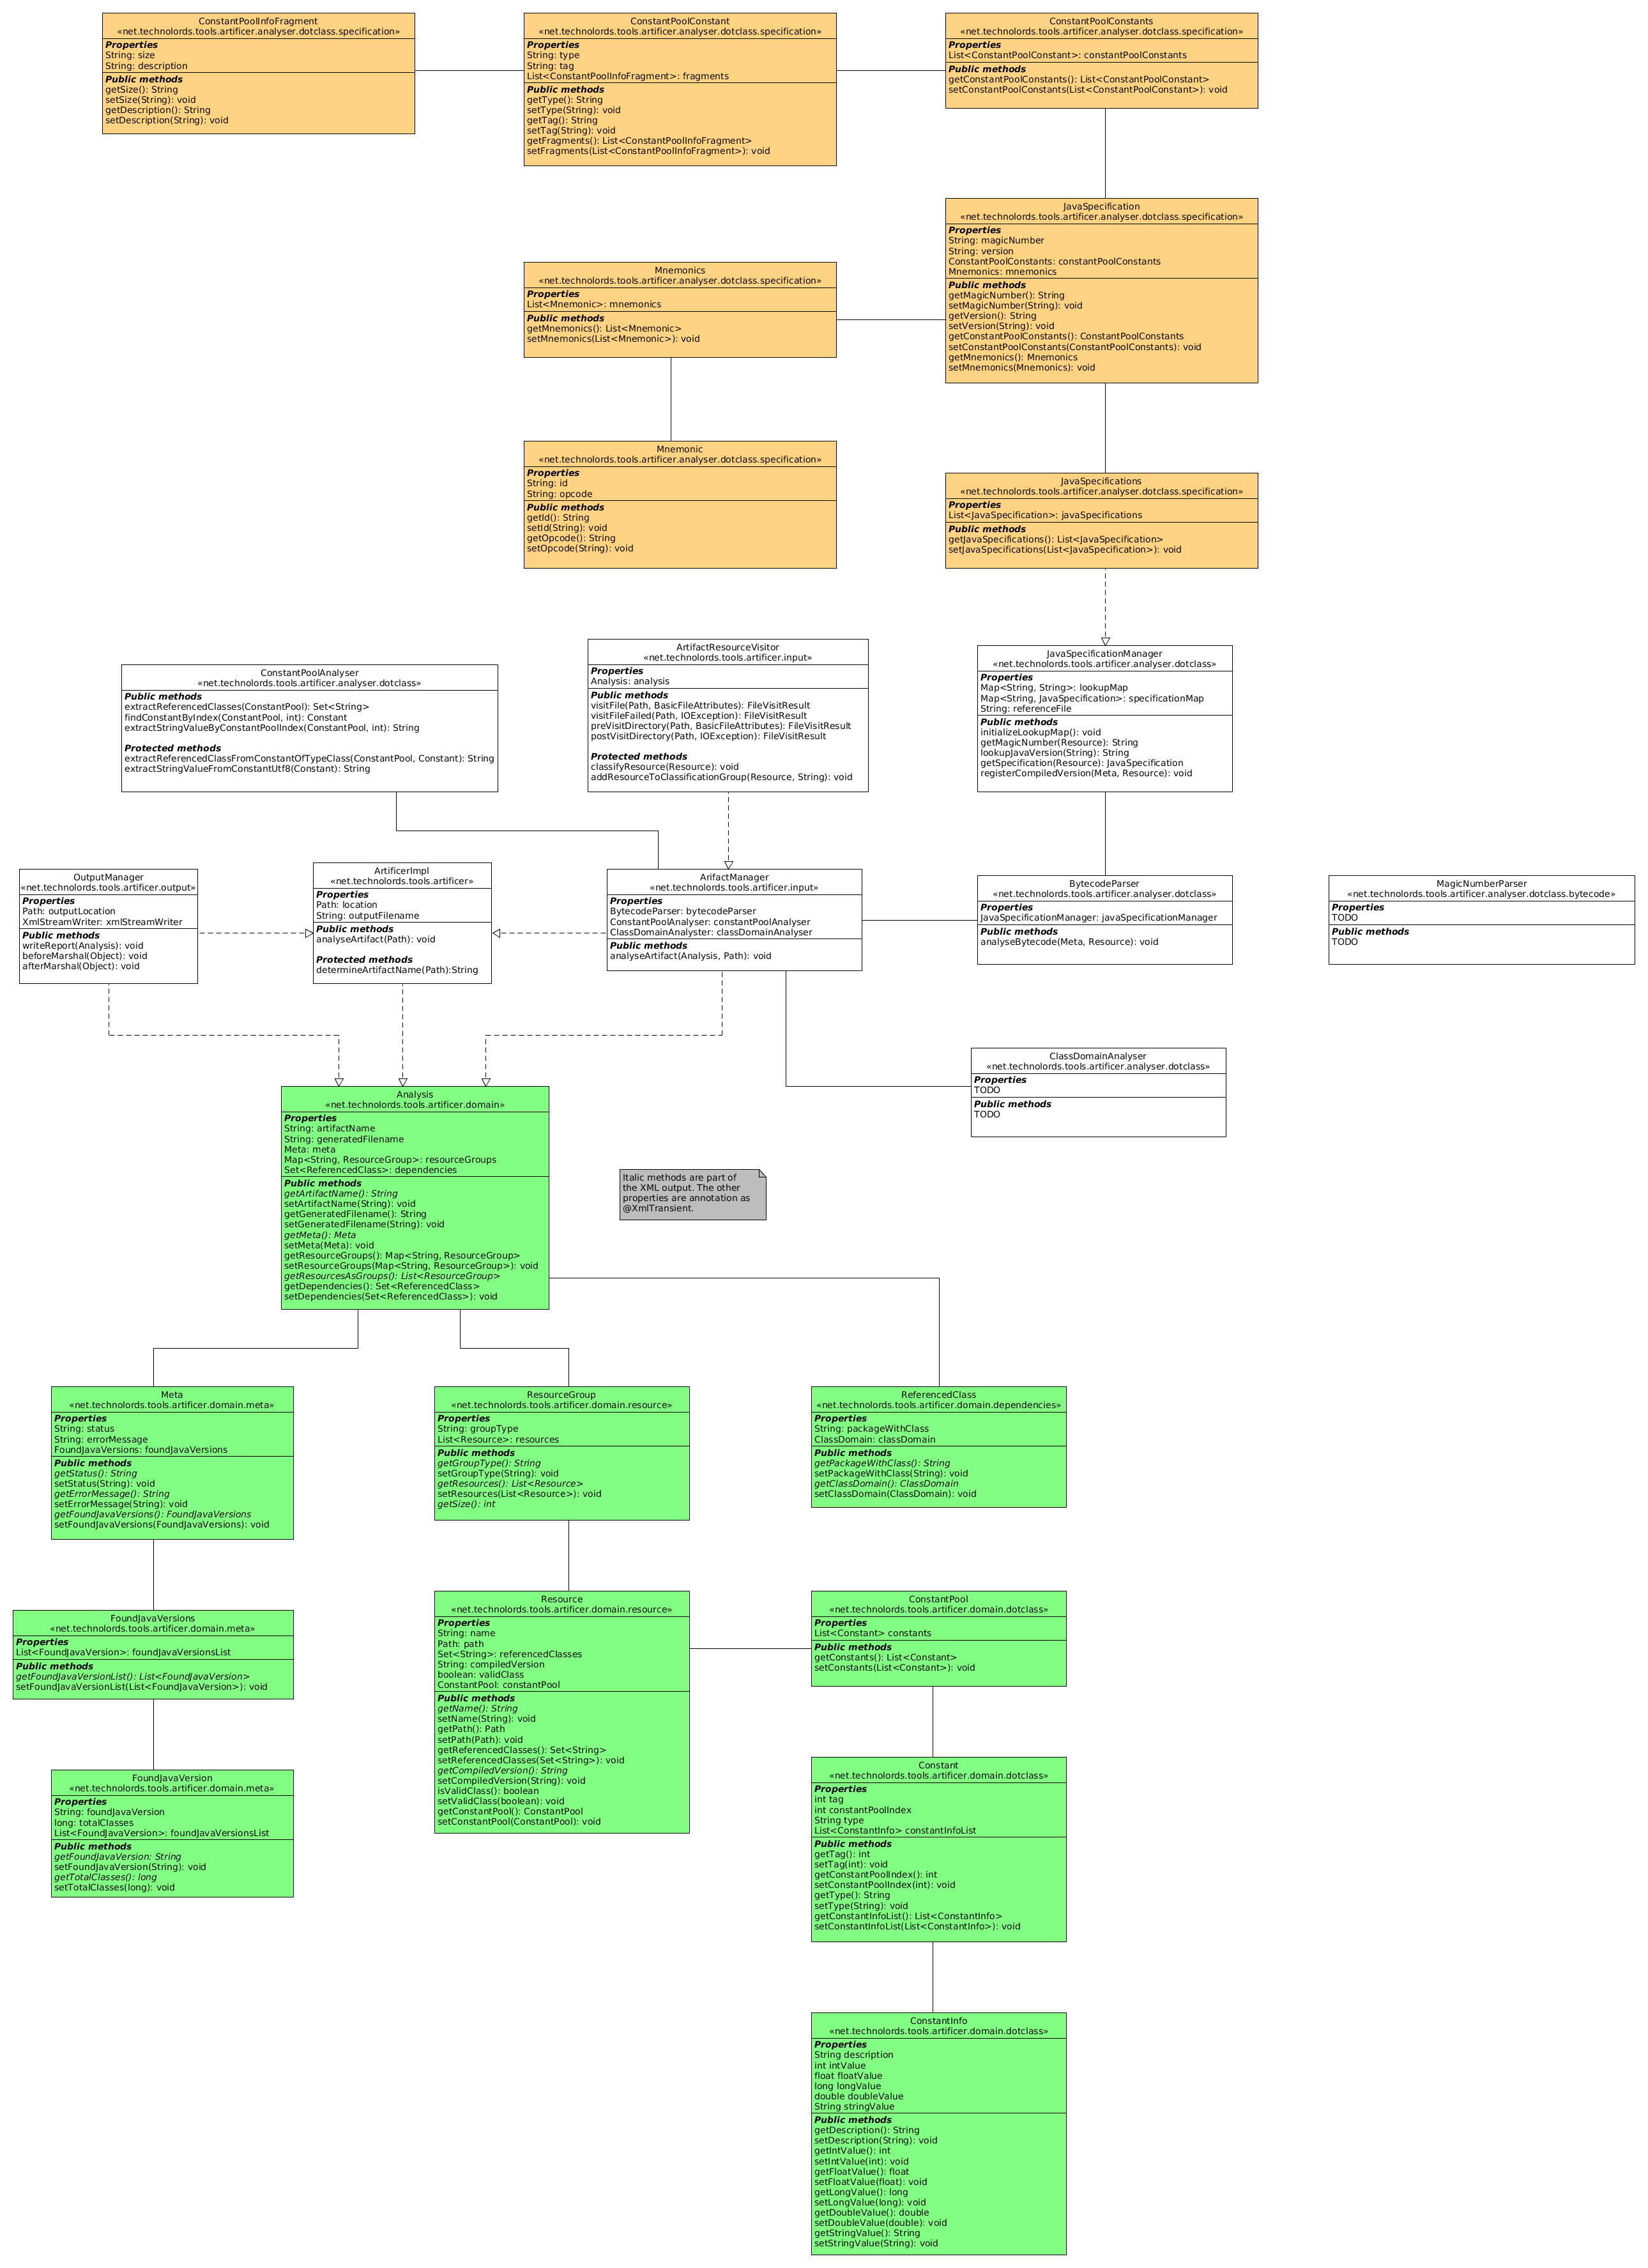 ConstantPoolInfoFragment
«net.technolords.tools.artificer.analyser.dotclass.specification»
Properties
String: size
String: description
Public methods
getSize(): String
setSize(String): void
getDescription(): String
setDescription(String): void
ConstantPoolConstant
«net.technolords.tools.artificer.analyser.dotclass.specification»
Properties
String: type
String: tag
List<ConstantPoolInfoFragment>: fragments
Public methods
getType(): String
setType(String): void
getTag(): String
setTag(String): void
getFragments(): List<ConstantPoolInfoFragment>
setFragments(List<ConstantPoolInfoFragment>): void
ConstantPoolConstants
«net.technolords.tools.artificer.analyser.dotclass.specification»
Properties
List<ConstantPoolConstant>: constantPoolConstants
Public methods
getConstantPoolConstants(): List<ConstantPoolConstant>
setConstantPoolConstants(List<ConstantPoolConstant>): void
JavaSpecification
«net.technolords.tools.artificer.analyser.dotclass.specification»
Properties
String: magicNumber
String: version
ConstantPoolConstants: constantPoolConstants
Mnemonics: mnemonics
Public methods
getMagicNumber(): String
setMagicNumber(String): void
getVersion(): String
setVersion(String): void
getConstantPoolConstants(): ConstantPoolConstants
setConstantPoolConstants(ConstantPoolConstants): void
getMnemonics(): Mnemonics
setMnemonics(Mnemonics): void
Mnemonics
«net.technolords.tools.artificer.analyser.dotclass.specification»
Properties
List<Mnemonic>: mnemonics
Public methods
getMnemonics(): List<Mnemonic>
setMnemonics(List<Mnemonic>): void
Mnemonic
«net.technolords.tools.artificer.analyser.dotclass.specification»
Properties
String: id
String: opcode
Public methods
getId(): String
setId(String): void
getOpcode(): String
setOpcode(String): void
JavaSpecifications
«net.technolords.tools.artificer.analyser.dotclass.specification»
Properties
List<JavaSpecification>: javaSpecifications
Public methods
getJavaSpecifications(): List<JavaSpecification>
setJavaSpecifications(List<JavaSpecification>): void
ConstantPoolAnalyser
«net.technolords.tools.artificer.analyser.dotclass»
Public methods
extractReferencedClasses(ConstantPool): Set<String>
findConstantByIndex(ConstantPool, int): Constant
extractStringValueByConstantPoolIndex(ConstantPool, int): String
Protected methods
extractReferencedClassFromConstantOfTypeClass(ConstantPool, Constant): String
extractStringValueFromConstantUtf8(Constant): String
ArtifactResourceVisitor
«net.technolords.tools.artificer.input»
Properties
Analysis: analysis
Public methods
visitFile(Path, BasicFileAttributes): FileVisitResult
visitFileFailed(Path, IOException): FileVisitResult
preVisitDirectory(Path, BasicFileAttributes): FileVisitResult
postVisitDirectory(Path, IOException): FileVisitResult
Protected methods
classifyResource(Resource): void
addResourceToClassificationGroup(Resource, String): void
JavaSpecificationManager
«net.technolords.tools.artificer.analyser.dotclass»
Properties
Map<String, String>: lookupMap
Map<String, JavaSpecification>: specificationMap
String: referenceFile
Public methods
initializeLookupMap(): void
getMagicNumber(Resource): String
lookupJavaVersion(String): String
getSpecification(Resource): JavaSpecification
registerCompiledVersion(Meta, Resource): void
OutputManager
«net.technolords.tools.artificer.output»
Properties
Path: outputLocation
XmlStreamWriter: xmlStreamWriter
Public methods
writeReport(Analysis): void
beforeMarshal(Object): void
afterMarshal(Object): void
ArtificerImpl
«net.technolords.tools.artificer»
Properties
Path: location
String: outputFilename
Public methods
analyseArtifact(Path): void
Protected methods
determineArtifactName(Path):String
ArifactManager
«net.technolords.tools.artificer.input»
Properties
BytecodeParser: bytecodeParser
ConstantPoolAnalyser: constantPoolAnalyser
ClassDomainAnalyster: classDomainAnalyser
Public methods
analyseArtifact(Analysis, Path): void
BytecodeParser
«net.technolords.tools.artificer.analyser.dotclass»
Properties
JavaSpecificationManager: javaSpecificationManager
Public methods
analyseBytecode(Meta, Resource): void
MagicNumberParser
«net.technolords.tools.artificer.analyser.dotclass.bytecode»
Properties
TODO
Public methods
TODO
ClassDomainAnalyser
«net.technolords.tools.artificer.analyser.dotclass»
Properties
TODO
Public methods
TODO
Analysis
«net.technolords.tools.artificer.domain»
Properties
String: artifactName
String: generatedFilename
Meta: meta
Map<String, ResourceGroup>: resourceGroups
Set<ReferencedClass>: dependencies
Public methods
getArtifactName(): String
setArtifactName(String): void
getGeneratedFilename(): String
setGeneratedFilename(String): void
getMeta(): Meta
setMeta(Meta): void
getResourceGroups(): Map<String, ResourceGroup>
setResourceGroups(Map<String, ResourceGroup>): void
getResourcesAsGroups(): List<ResourceGroup>
getDependencies(): Set<ReferencedClass>
setDependencies(Set<ReferencedClass>): void
Italic methods are part of
the XML output. The other
properties are annotation as
@XmlTransient.
Meta
«net.technolords.tools.artificer.domain.meta»
Properties
String: status
String: errorMessage
FoundJavaVersions: foundJavaVersions
Public methods
getStatus(): String
setStatus(String): void
getErrorMessage(): String
setErrorMessage(String): void
getFoundJavaVersions(): FoundJavaVersions
setFoundJavaVersions(FoundJavaVersions): void
ResourceGroup
«net.technolords.tools.artificer.domain.resource»
Properties
String: groupType
List<Resource>: resources
Public methods
getGroupType(): String
setGroupType(String): void
getResources(): List<Resource>
setResources(List<Resource>): void
getSize(): int
ReferencedClass
«net.technolords.tools.artificer.domain.dependencies»
Properties
String: packageWithClass
ClassDomain: classDomain
Public methods
getPackageWithClass(): String
setPackageWithClass(String): void
getClassDomain(): ClassDomain
setClassDomain(ClassDomain): void
FoundJavaVersions
«net.technolords.tools.artificer.domain.meta»
Properties
List<FoundJavaVersion>: foundJavaVersionsList
Public methods
getFoundJavaVersionList(): List<FoundJavaVersion>
setFoundJavaVersionList(List<FoundJavaVersion>): void
Resource
«net.technolords.tools.artificer.domain.resource»
Properties
String: name
Path: path
Set<String>: referencedClasses
String: compiledVersion
boolean: validClass
ConstantPool: constantPool
Public methods
getName(): String
setName(String): void
getPath(): Path
setPath(Path): void
getReferencedClasses(): Set<String>
setReferencedClasses(Set<String>): void
getCompiledVersion(): String
setCompiledVersion(String): void
isValidClass(): boolean
setValidClass(boolean): void
getConstantPool(): ConstantPool
setConstantPool(ConstantPool): void
ConstantPool
«net.technolords.tools.artificer.domain.dotclass»
Properties
List<Constant> constants
Public methods
getConstants(): List<Constant>
setConstants(List<Constant>): void
FoundJavaVersion
«net.technolords.tools.artificer.domain.meta»
Properties
String: foundJavaVersion
long: totalClasses
List<FoundJavaVersion>: foundJavaVersionsList
Public methods
getFoundJavaVersion: String
setFoundJavaVersion(String): void
getTotalClasses(): long
setTotalClasses(long): void
Constant
«net.technolords.tools.artificer.domain.dotclass»
Properties
int tag
int constantPoolIndex
String type
List<ConstantInfo> constantInfoList
Public methods
getTag(): int
setTag(int): void
getConstantPoolIndex(): int
setConstantPoolIndex(int): void
getType(): String
setType(String): void
getConstantInfoList(): List<ConstantInfo>
setConstantInfoList(List<ConstantInfo>): void
ConstantInfo
«net.technolords.tools.artificer.domain.dotclass»
Properties
String description
int intValue
float floatValue
long longValue
double doubleValue
String stringValue
Public methods
getDescription(): String
setDescription(String): void
getIntValue(): int
setIntValue(int): void
getFloatValue(): float
setFloatValue(float): void
getLongValue(): long
setLongValue(long): void
getDoubleValue(): double
setDoubleValue(double): void
getStringValue(): String
setStringValue(String): void